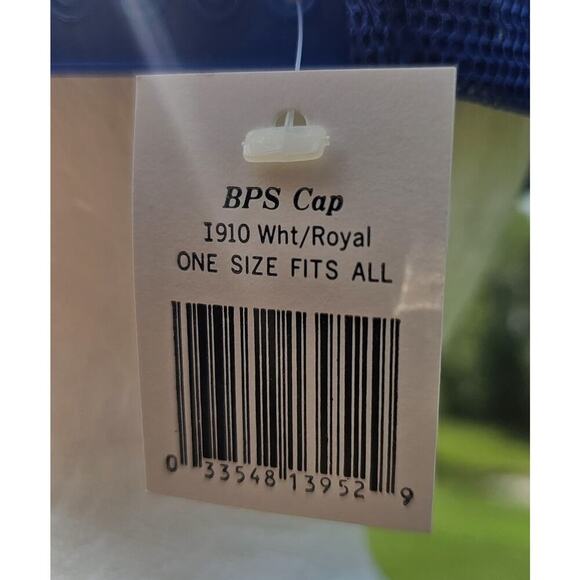 BPS Cap
I910 Wht/Royal
ONE SIZE FITS ALL
0 33548 13952 9